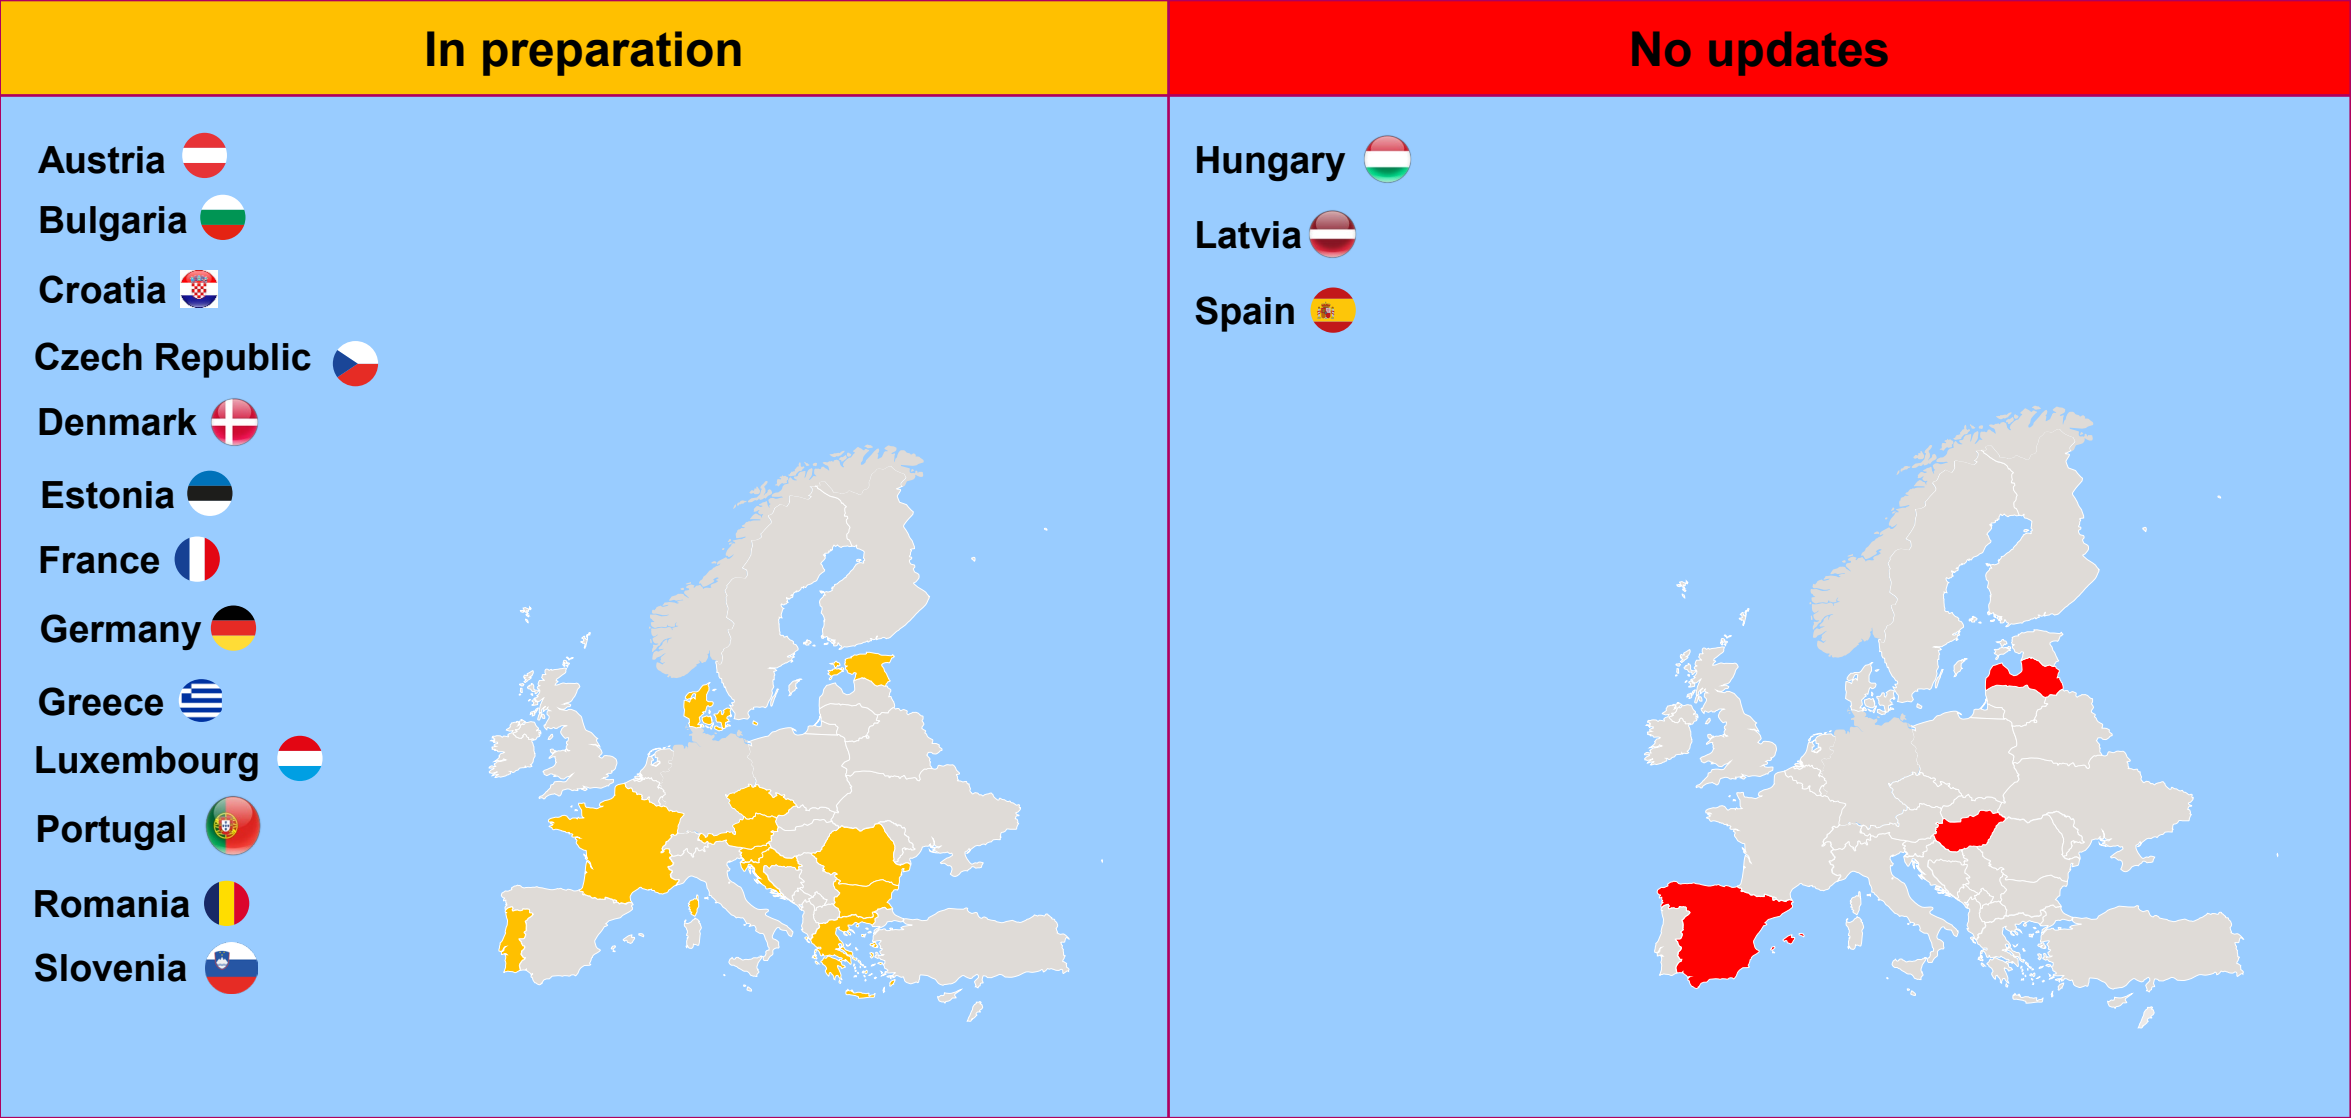 In preparation
Austria
Bulgaria
Croatia
Czech Republic
Denmark
Estonia
France
Germany
Greece
Luxembourg
Portugal
Romania
Slovenia
No updates
Hungary
Latvia
Spain